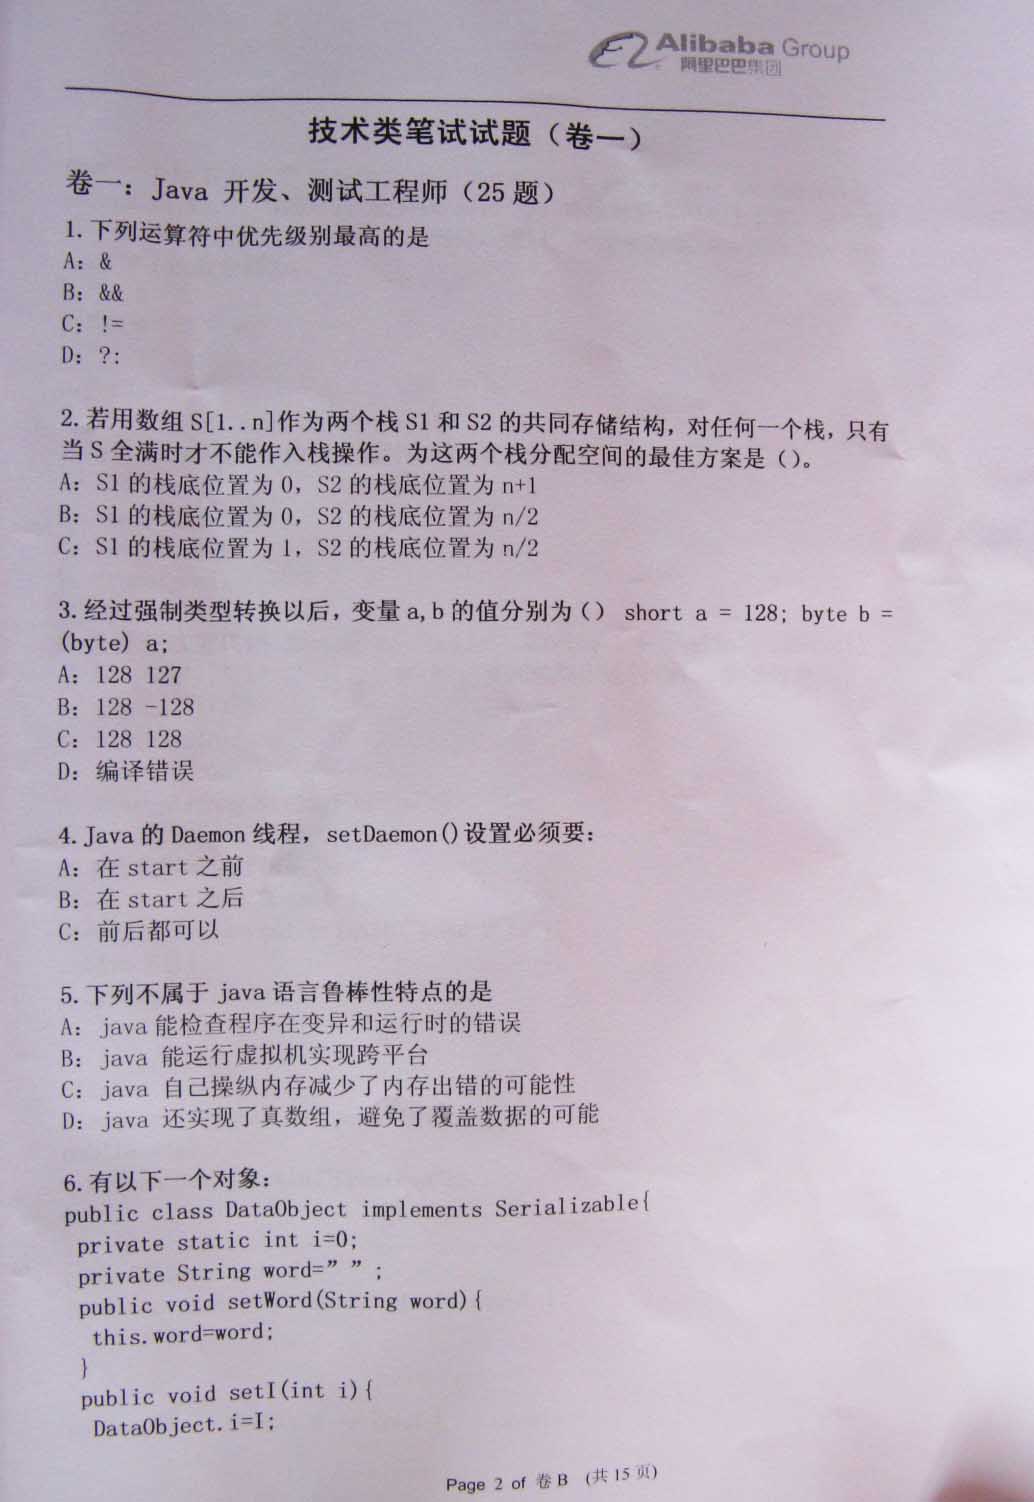 Alibaba Group
阿里巴巴集团
技术类笔试试题（卷一）
卷一：Java 开发、测试工程师（25 题）
1. 下列运算符中优先级别最高的是
A：&
B：&&
C：!=
D：?:
2. 若用数组 S[1..n]作为两个栈 S1 和 S2 的共同存储结构，对任何一个栈，只有
当 S 全满时才不能作入栈操作。为这两个栈分配空间的最佳方案是（）。
A：S1 的栈底位置为 0，S2 的栈底位置为 n+1
B：S1 的栈底位置为 0，S2 的栈底位置为 n/2
C：S1 的栈底位置为 1，S2 的栈底位置为 n/2
3. 经过强制类型转换以后，变量 a,b 的值分别为（） short a = 128; byte b =
(byte) a;
A：128 127
B：128 -128
C：128 128
D：编译错误
4. Java 的 Daemon 线程，setDaemon()设置必须要：
A：在 start 之前
B：在 start 之后
C：前后都可以
5. 下列不属于 java 语言鲁棒性特点的是
A：java 能检查程序在变异和运行时的错误
B：java 能运行虚拟机实现跨平台
C：java 自己操纵内存减少了内存出错的可能性
D：java 还实现了真数组，避免了覆盖数据的可能
6. 有以下一个对象：
public class DataObject implements Serializable{
private static int i=0;
private String word=” ”;
public void setWord(String word){
this.word=word;
}
public void setI(int i){
DataObject.i=I;
Page 2 of 卷 B （共 15 页）